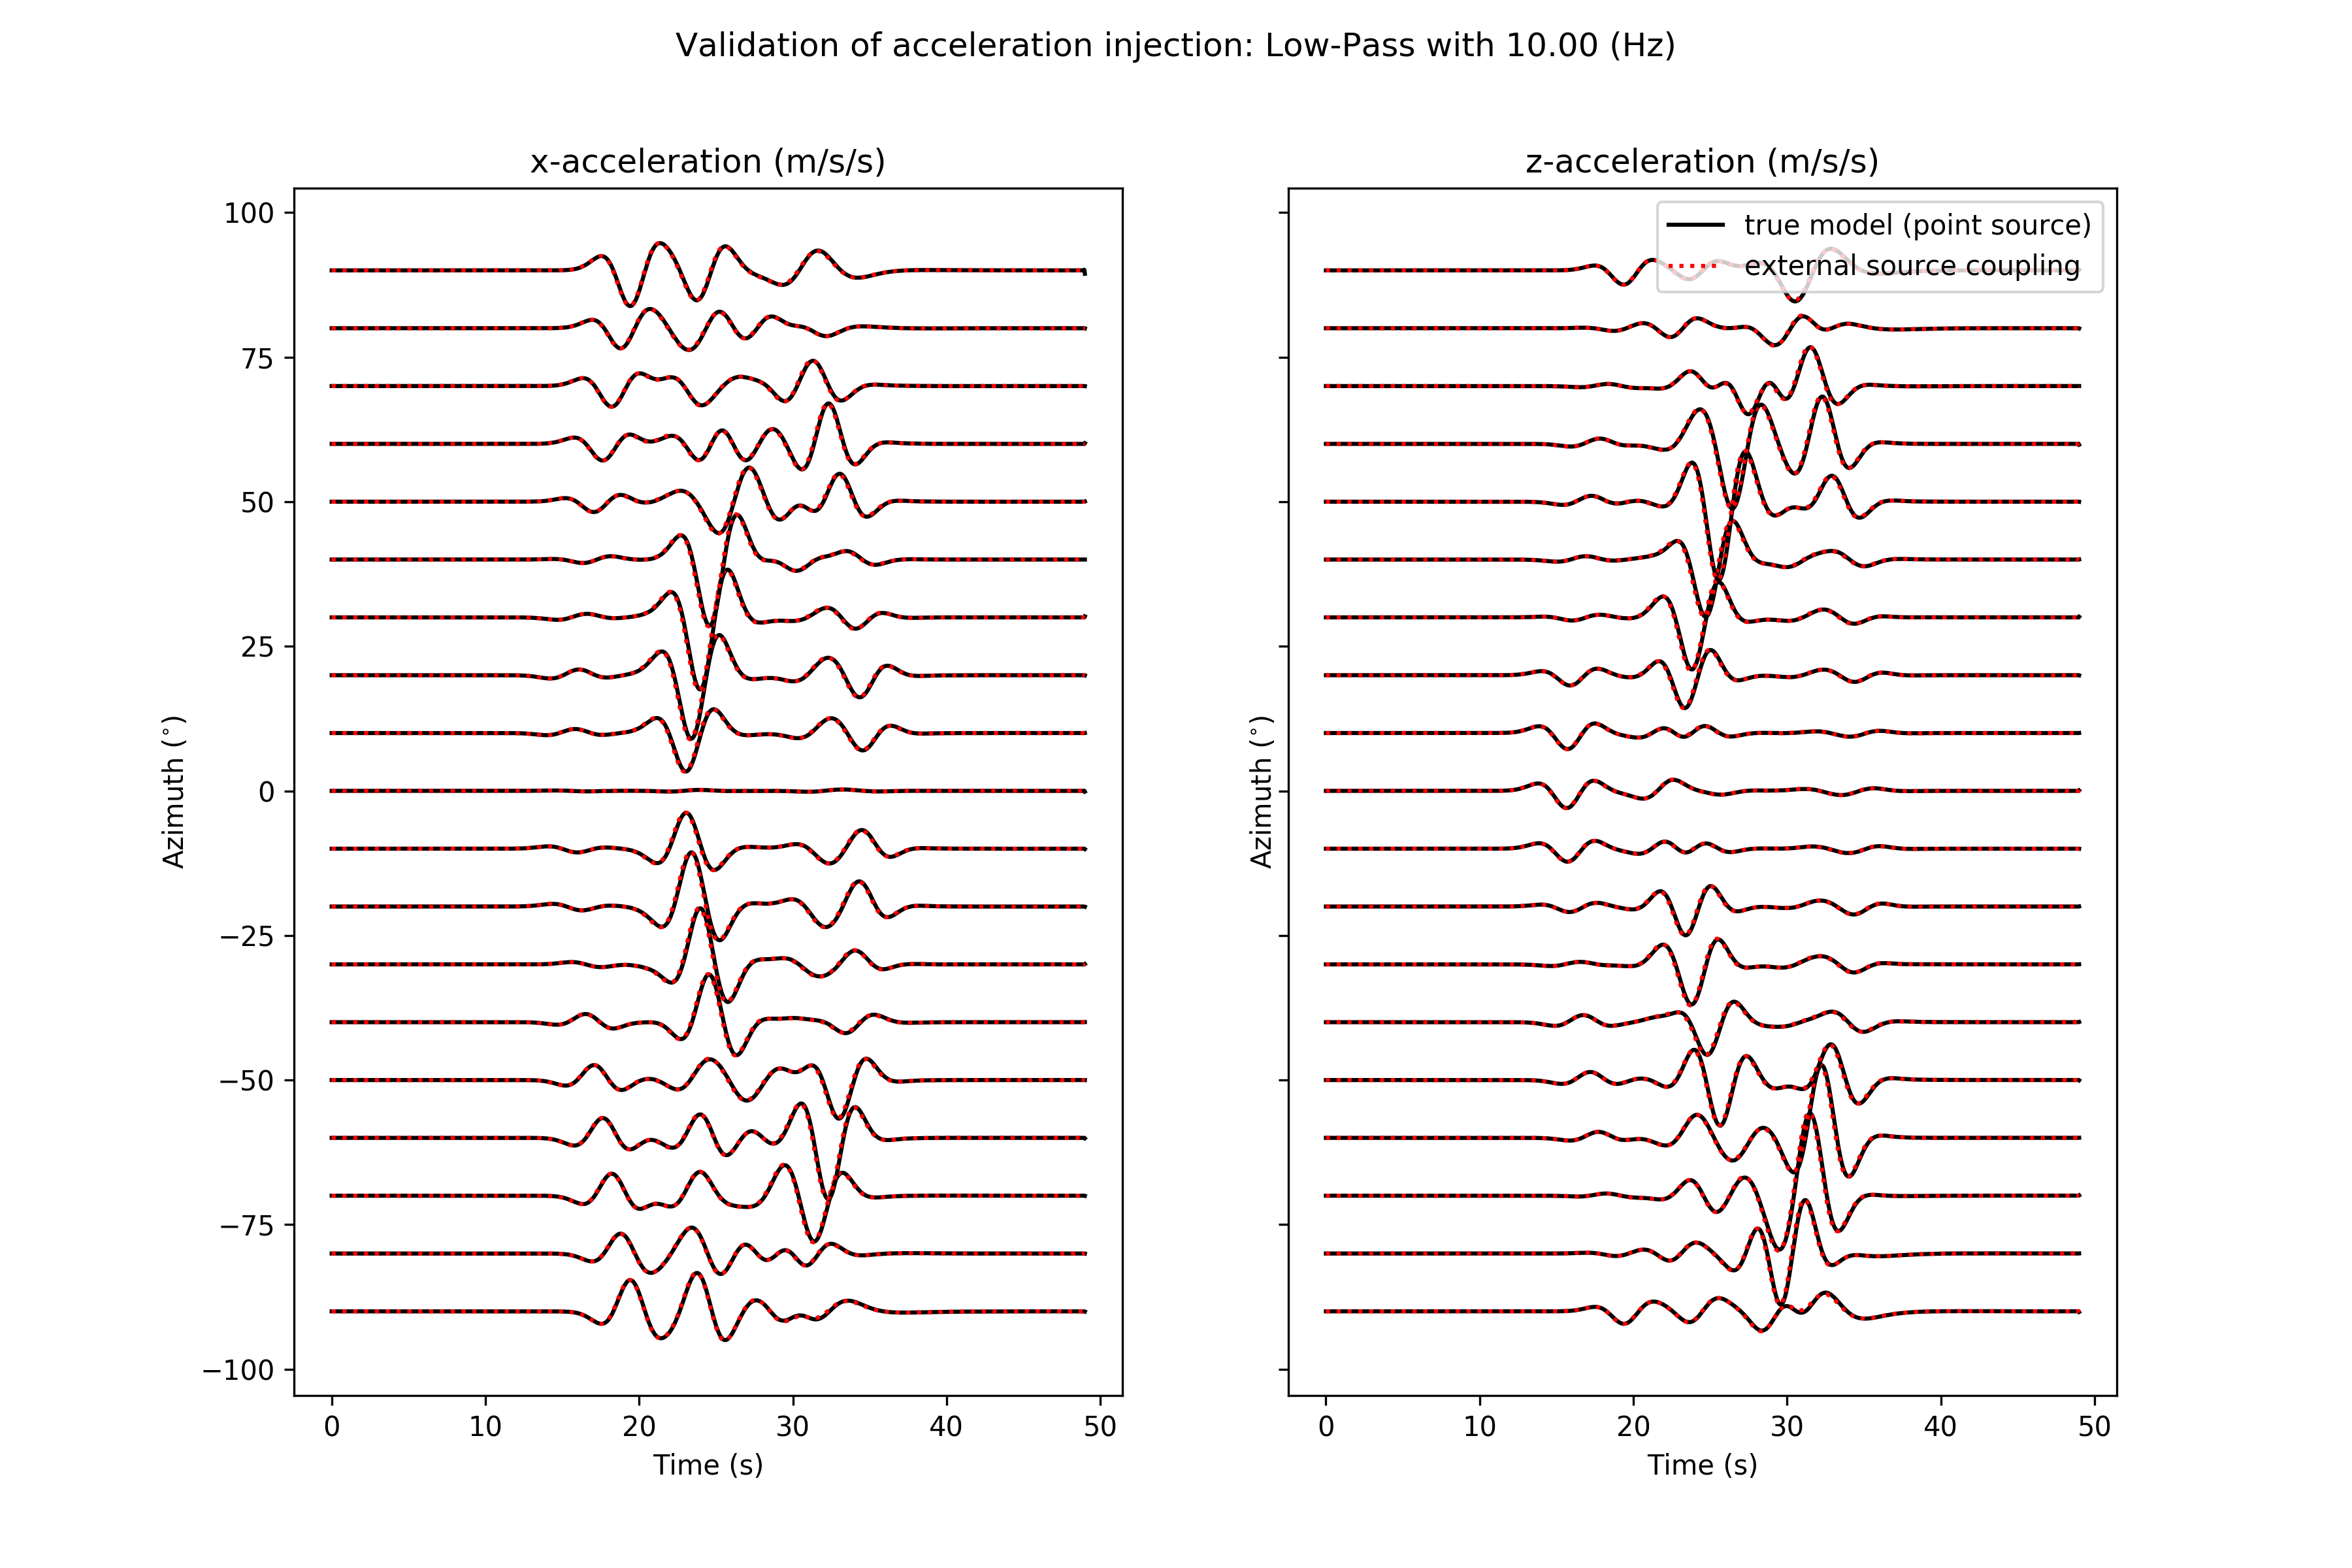 Validation of acceleration injection: Low-Pass with 10.00 (Hz)
x-acceleration (m/s/s)
100
75
50
25
0
−25
−50
−75
−100
Azimuth (°)
0 10 20 30 40 50
Time (s)
z-acceleration (m/s/s)
true model (point source)
external source coupling
Azimuth (°)
0 10 20 30 40 50
Time (s)